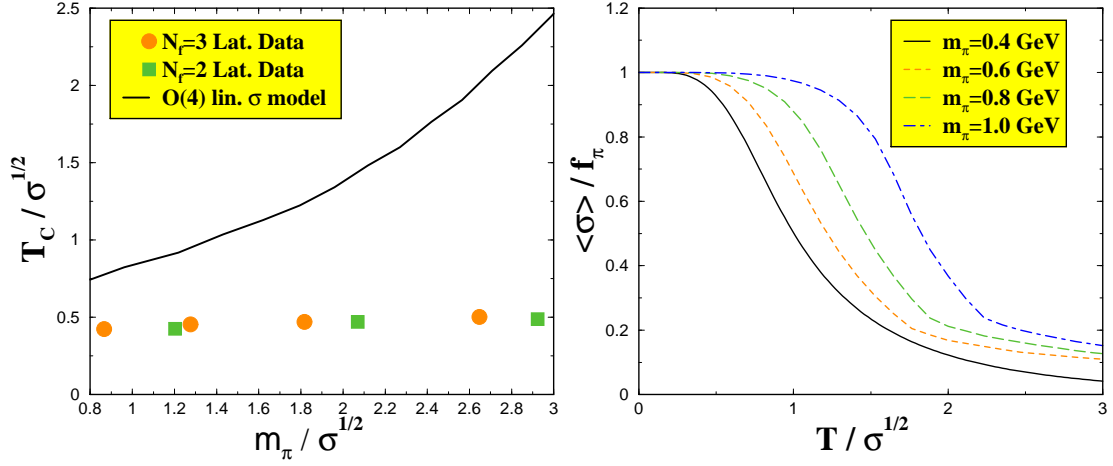 2.5
2
1.5
1
0.5
0
T_C / σ^{1/2}
N_f=3 Lat. Data
N_f=2 Lat. Data
O(4) lin. σ model
0.8 1 1.2 1.4 1.6 1.8 2 2.2 2.4 2.6 2.8 3
m_π / σ^{1/2}
1.2
1
0.8
0.6
0.4
0.2
0
<σ> / f_π
m_π=0.4 GeV
m_π=0.6 GeV
m_π=0.8 GeV
m_π=1.0 GeV
0 1 2 3
T / σ^{1/2}